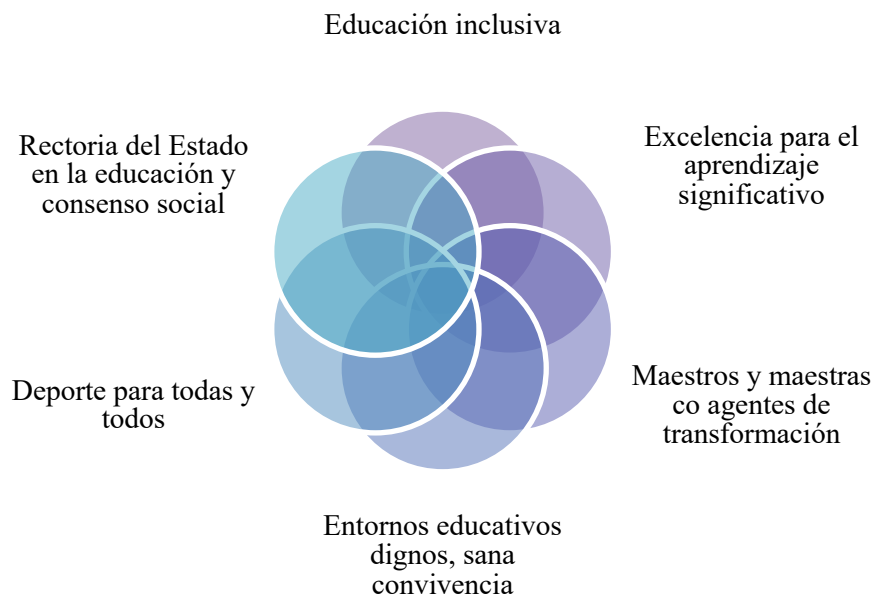 Educación inclusiva
Excelencia para el
aprendizaje
significativo
Maestros y maestras
co agentes de
transformación
Entornos educativos
dignos, sana
convivencia
Deporte para todas y
todos
Rectoria del Estado
en la educación y
consenso social